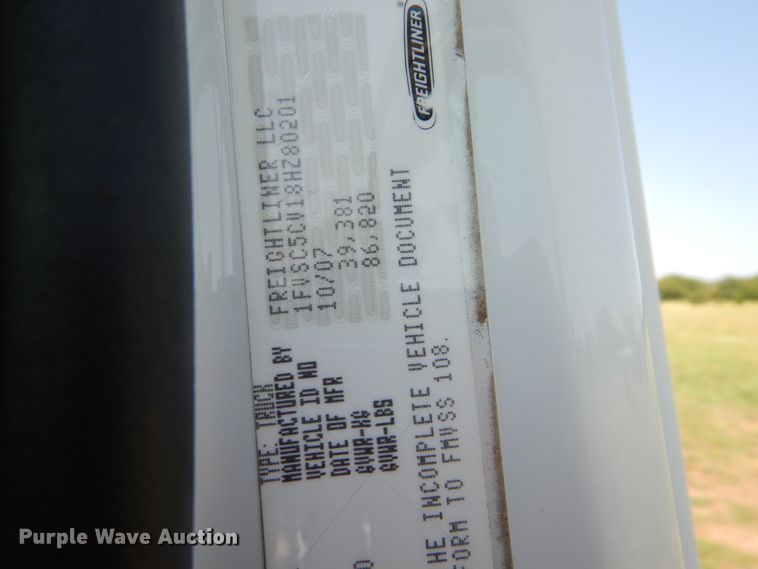 FREIGHTLINER
TYPE: TRUCK
MANUFACTURED BY FREIGHTLINER LLC
VEHICLE ID NO 1FVSC5CV18HZ80201
DATE OF MFR 10/07
GVWR-KG 39,381
GVWR-LBS 86,820
HE INCOMPLETE VEHICLE DOCUMENT
FORM TO FMVSS 108.
Purple Wave Auction